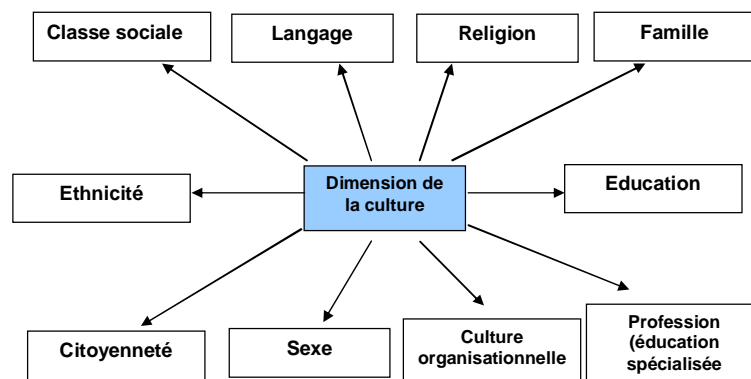 Classe sociale
Langage
Religion
Famille
Ethnicité
Dimension de
la culture
Education
Citoyenneté
Sexe
Culture
organisationnelle
Profession
(éducation
spécialisée